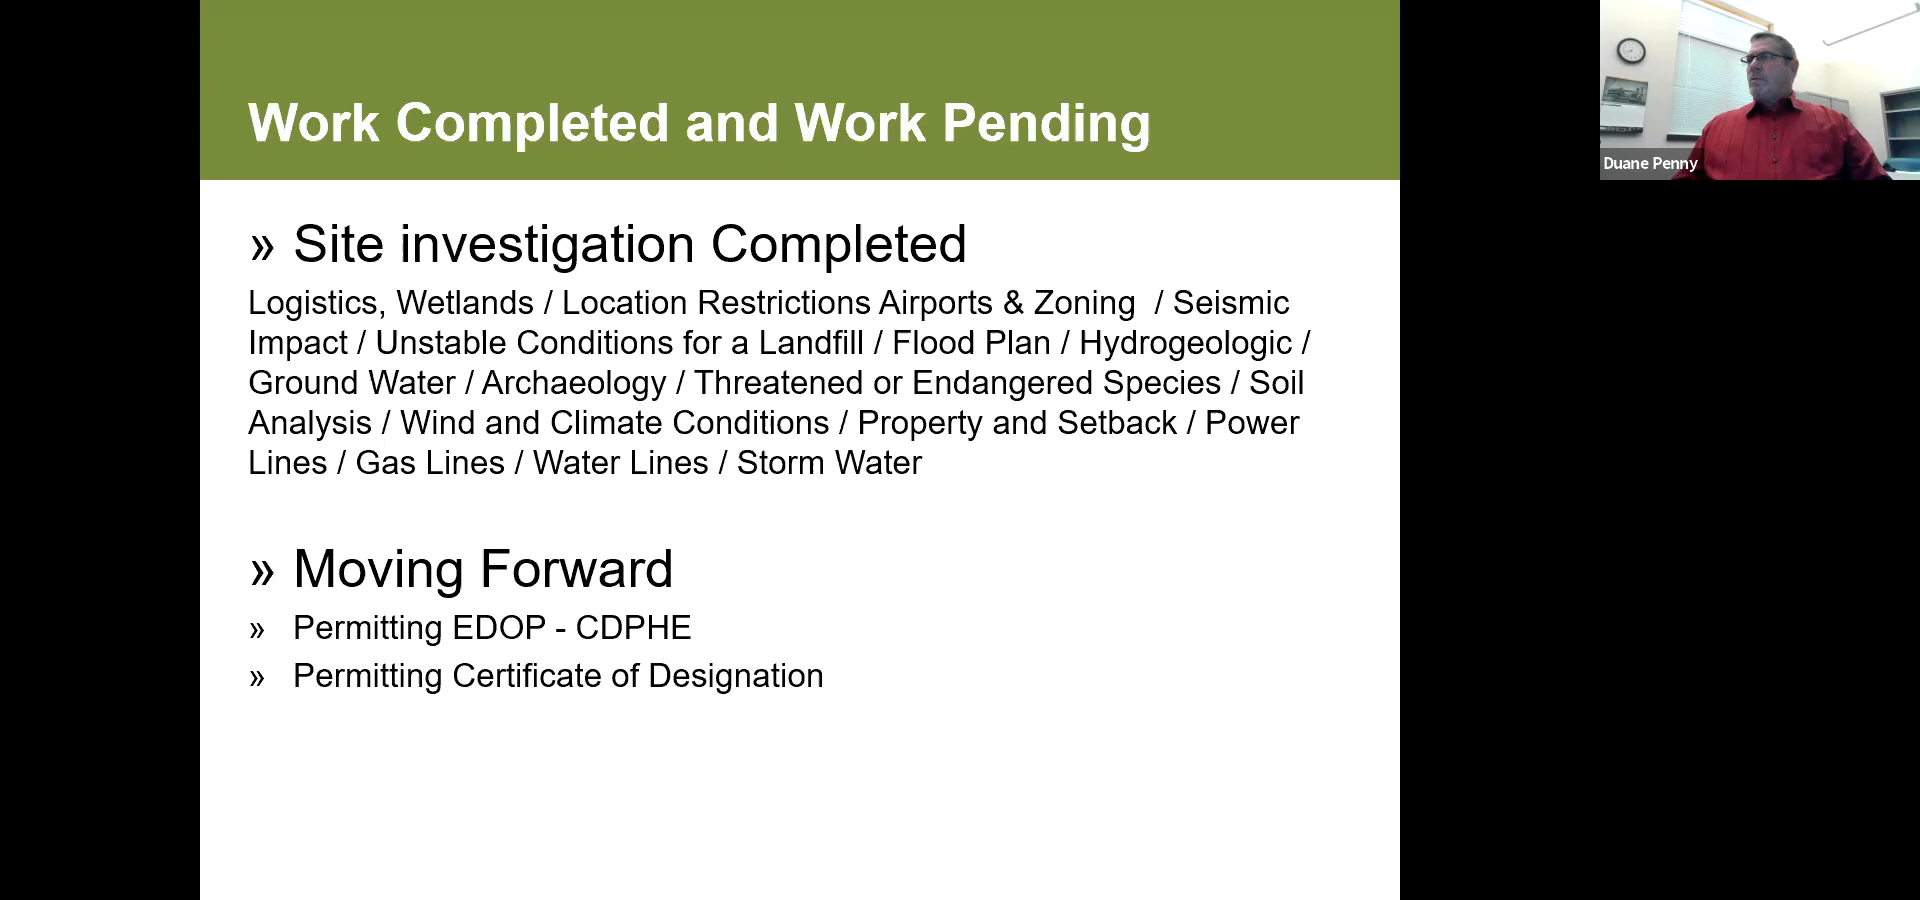 Work Completed and Work Pending
» Site investigation Completed
Logistics, Wetlands / Location Restrictions Airports & Zoning  / Seismic
Impact / Unstable Conditions for a Landfill / Flood Plan / Hydrogeologic /
Ground Water / Archaeology / Threatened or Endangered Species / Soil
Analysis / Wind and Climate Conditions / Property and Setback / Power
Lines / Gas Lines / Water Lines / Storm Water
» Moving Forward
» Permitting EDOP - CDPHE
» Permitting Certificate of Designation
Duane Penny